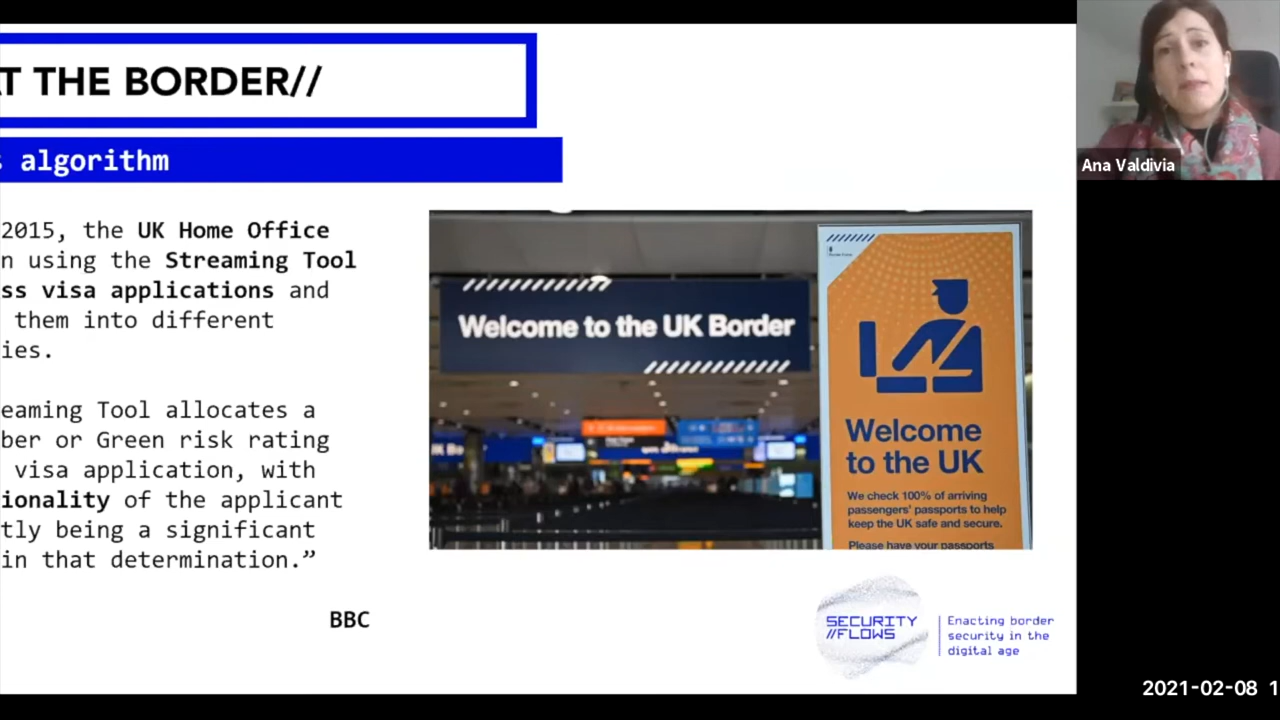 T THE BORDER//
s algorithm
2015, the UK Home Office
n using the Streaming Tool
ss visa applications and
them into different
ies.
eaming Tool allocates a
ber or Green risk rating
visa application, with
ionality of the applicant
tly being a significant
in that determination.”
BBC
Welcome to the UK Border
Welcome
to the UK
We check 100% of arriving
passengers' passports to help
keep the UK safe and secure.
Please have your passports
SECURITY
//FLOWS
Enacting border
security in the
digital age
Ana Valdivia
2021-02-08 1